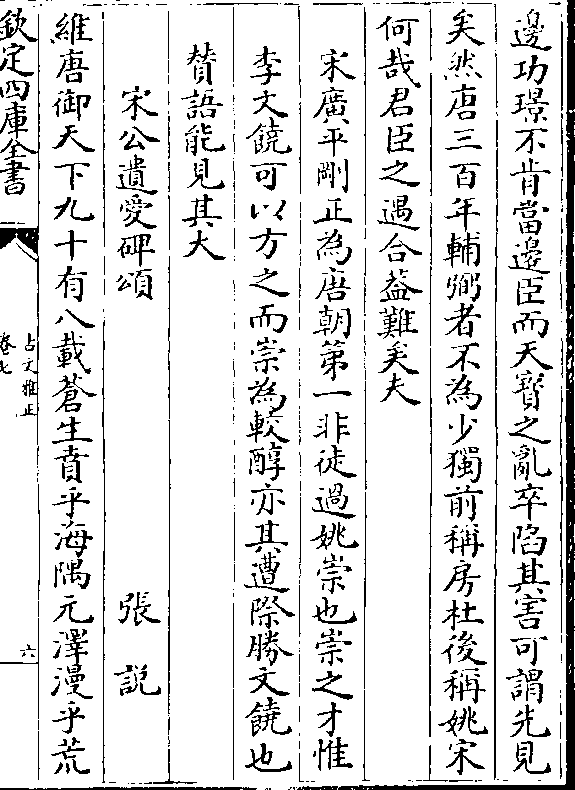 邊功璟不肯當邊臣而天寳之亂卒陷其害可謂先見
矣然唐三百年輔弼者不為少獨前稱房杜後稱姚宋
何哉君臣之遇合葢難矣夫
宋廣平剛正為唐朝第一非徒過姚崇也崇之才惟
李文饒可以方之而崇為較醇亦其遭際勝文饒也
賛語能見其大
宋公遺愛碑頌
張說
維唐御天下九十有八載蒼生賁乎海隅元澤漫乎荒
欽定四庫全書
古文雅正
卷七
六